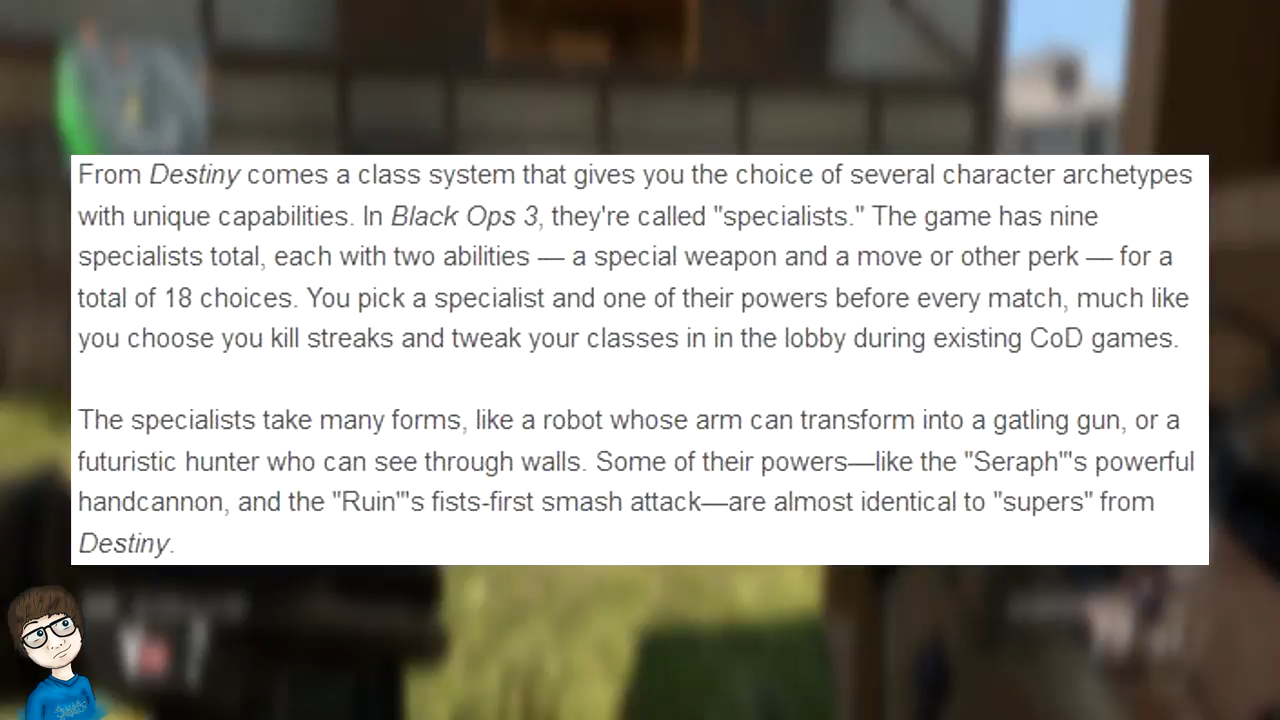 From Destiny comes a class system that gives you the choice of several character archetypes
with unique capabilities. In Black Ops 3, they're called "specialists." The game has nine
specialists total, each with two abilities — a special weapon and a move or other perk — for a
total of 18 choices. You pick a specialist and one of their powers before every match, much like
you choose you kill streaks and tweak your classes in in the lobby during existing CoD games.
The specialists take many forms, like a robot whose arm can transform into a gatling gun, or a
futuristic hunter who can see through walls. Some of their powers—like the "Seraph"'s powerful
handcannon, and the "Ruin"'s fists-first smash attack—are almost identical to "supers" from
Destiny.